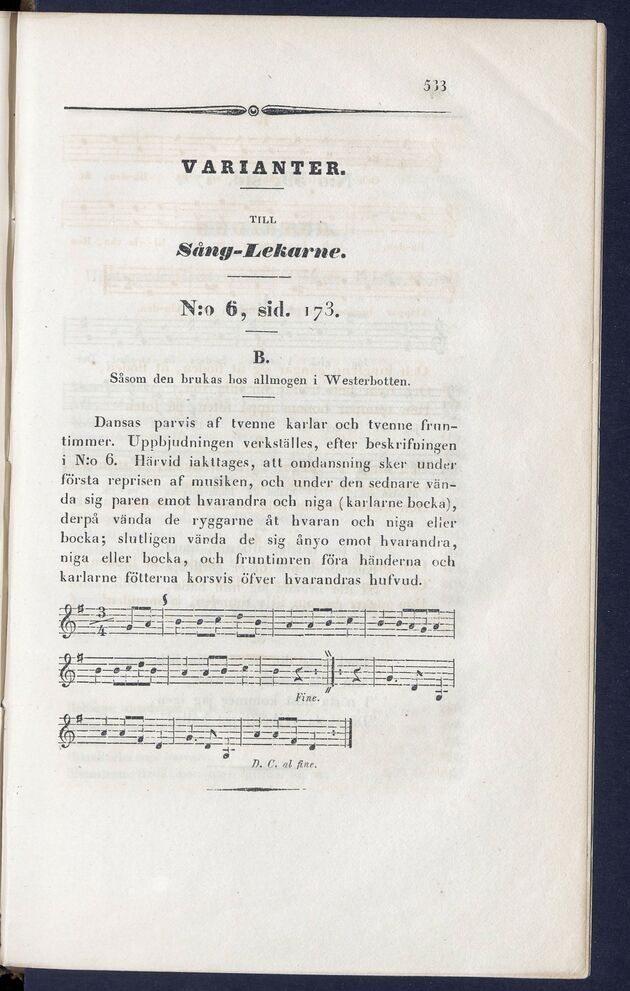 533
VARIANTER.
TILL
Sång-Lekarne.
N:o 6, sid. 173.
B.
Såsom den brukas hos allmogen i Westerbotten.
Dansas parvis af tvenne karlar och tvenne frun-
timmer. Uppbjudningen verkställes, efter beskrifningen
i N:o 6. Härvid iakttages, att omdansning sker under
första reprisen af musiken, och under den sednare vän-
da sig paren emot hvarandra och niga (karlarne bocka),
derpå vända de ryggarne åt hvaran och niga eller
bocka; slutligen vända de sig ånyo emot hvarandra,
niga eller bocka, och fruntimren föra händerna och
karlarne fötterna korsvis öfver hvarandras hufvud.
3
4
Fine.
D. C. al fine.